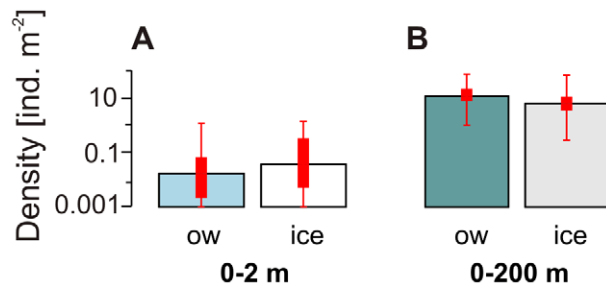 A
B
Density [ind. m-2]
10
0.1
0.001
ow
ice
ow
ice
0-2 m
0-200 m